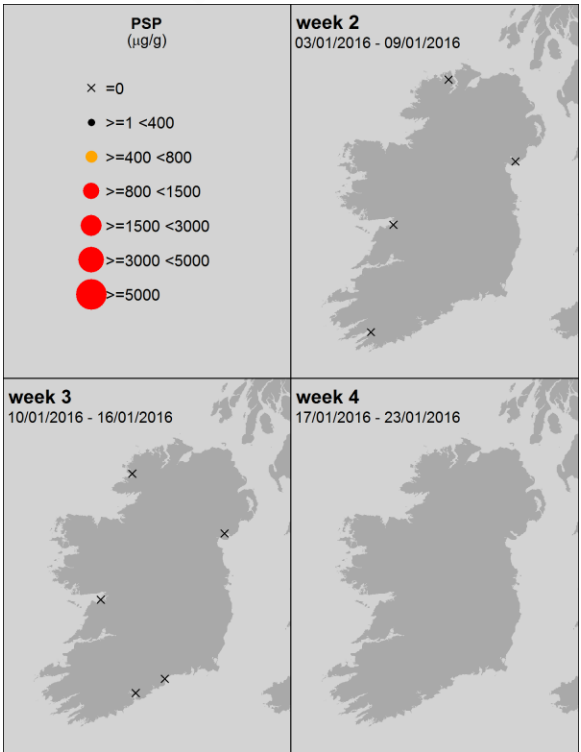 PSP
(µg/g)
× =0
>=1 <400
>=400 <800
>=800 <1500
>=1500 <3000
>=3000 <5000
>=5000
week 2
03/01/2016 - 09/01/2016
week 3
10/01/2016 - 16/01/2016
week 4
17/01/2016 - 23/01/2016